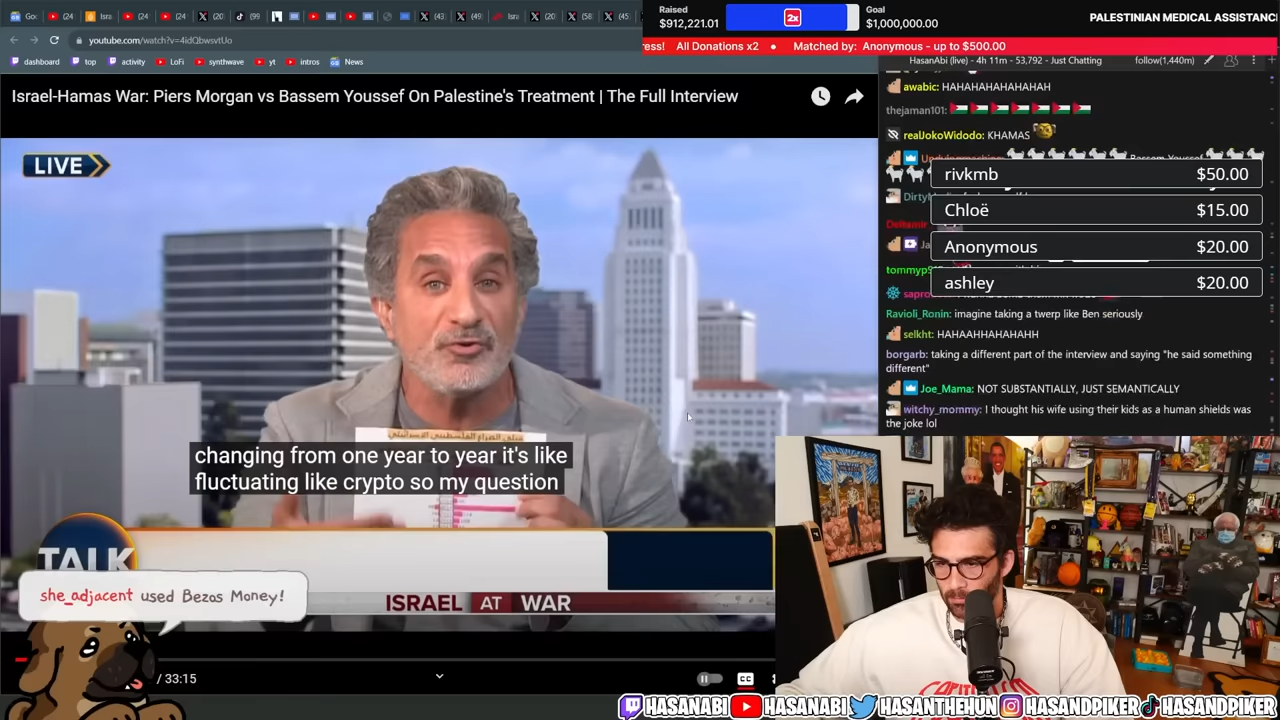 Raised
$912,221.01
2x
Goal
$1,000,000.00
PALESTINIAN MEDICAL ASSISTANC
ress! All Donations x2 • Matched by: Anonymous - up to $500.00
youtube.com/watch?v=4idQbwsvtUo
dashboard top activity LoFi synthwave yt intros News
HasanAbi (live) - 4h 11m - 53,792 - Just Chatting follow(1,440m)
Israel-Hamas War: Piers Morgan vs Bassem Youssef On Palestine's Treatment | The Full Interview
LIVE
awabic: HAHAHAHAHAHAHAH
thejaman101:
realJokoWidodo: KHAMAS
rivkmb $50.00
Chloë $15.00
Anonymous $20.00
ashley $20.00
Ravioli_Ronin: imagine taking a twerp like Ben seriously
selkht: HAHAAHHAHAHAHH
borgarb: taking a different part of the interview and saying "he said something
different"
Joe_Mama: NOT SUBSTANTIALLY, JUST SEMANTICALLY
witchy_mommy: I thought his wife using their kids as a human shields was
the joke lol
changing from one year to year it's like
fluctuating like crypto so my question
TALK
she_adjacent used Bezos Money!
ISRAEL AT WAR
/ 33:15
CC
HASANABI HASANABI HASANTHEHUN HASANDPIKER HASANDPIKER